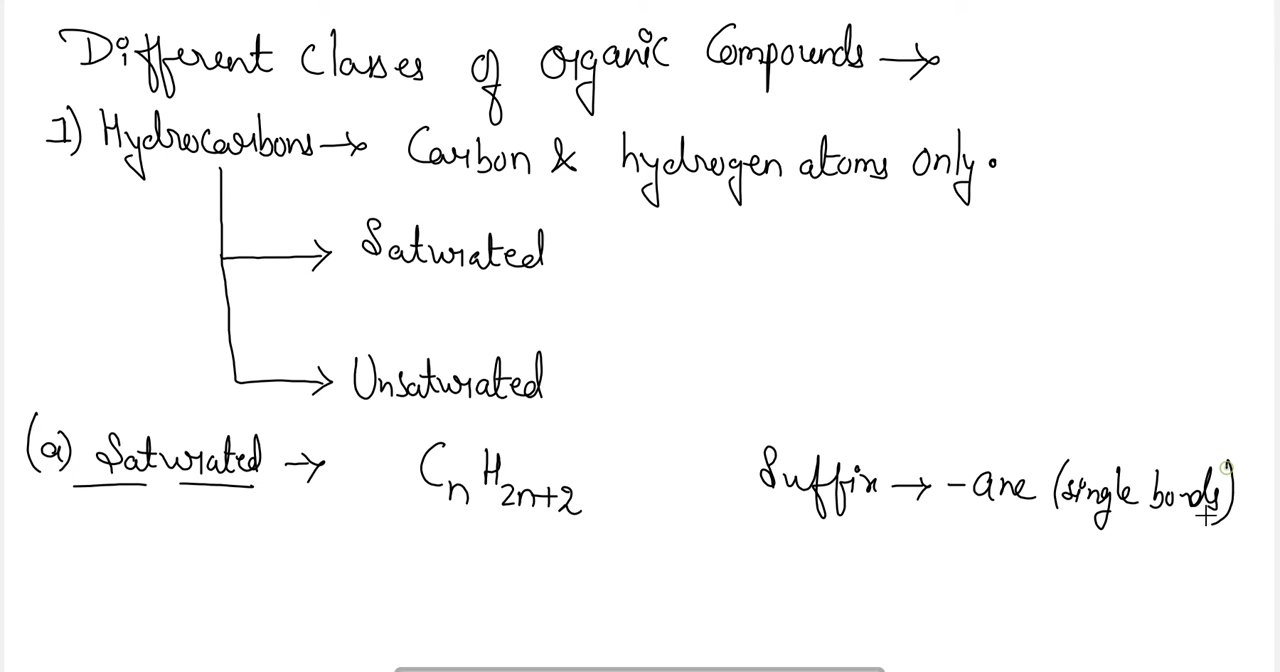 Different Classes of Organic Compounds →
1) Hydrocarbons → Carbon & hydrogen atoms only.
→ Saturated
→ Unsaturated
(a) Saturated → CₙH₂ₙ₊₂ Suffix → -ane (single bonds)